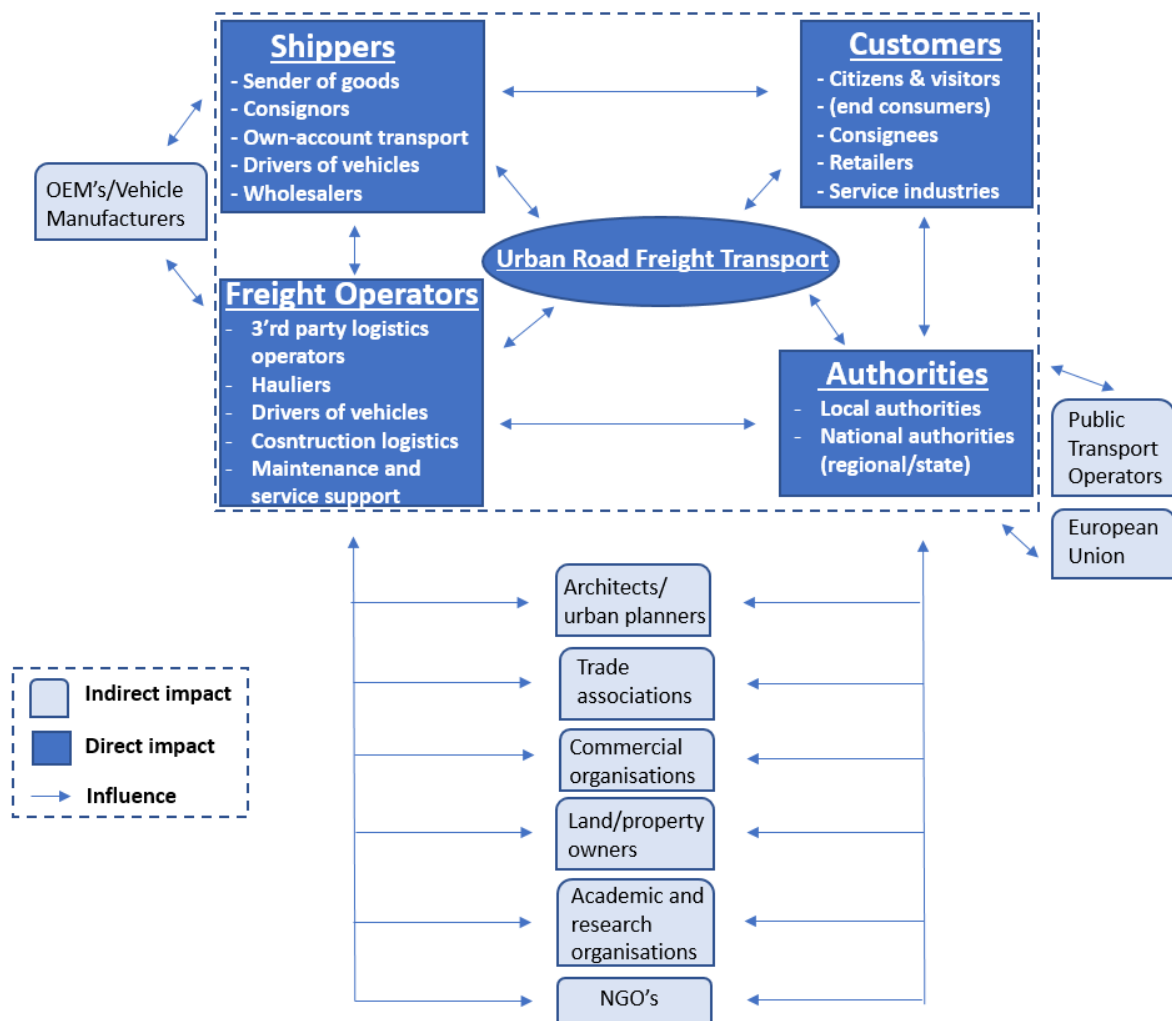 Shippers
- Sender of goods
- Consignors
- Own-account transport
- Drivers of vehicles
- Wholesalers
Customers
- Citizens & visitors
- (end consumers)
- Consignees
- Retailers
- Service industries
OEM's/Vehicle
Manufacturers
Urban Road Freight Transport
Freight Operators
- 3'rd party logistics
operators
- Hauliers
- Drivers of vehicles
- Cosntruction logistics
- Maintenance and
service support
Authorities
- Local authorities
- National authorities
(regional/state)
Public
Transport
Operators
European
Union
Architects/
urban planners
Trade
associations
Commercial
organisations
Land/property
owners
Academic and
research
organisations
NGO's
Indirect impact
Direct impact
Influence